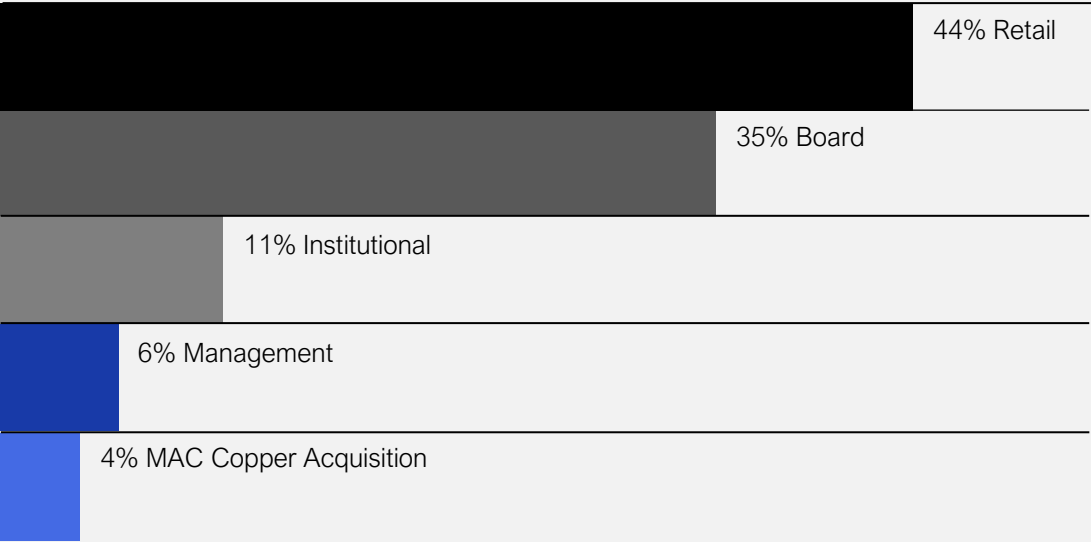 44% Retail
35% Board
11% Institutional
6% Management
4% MAC Copper Acquisition